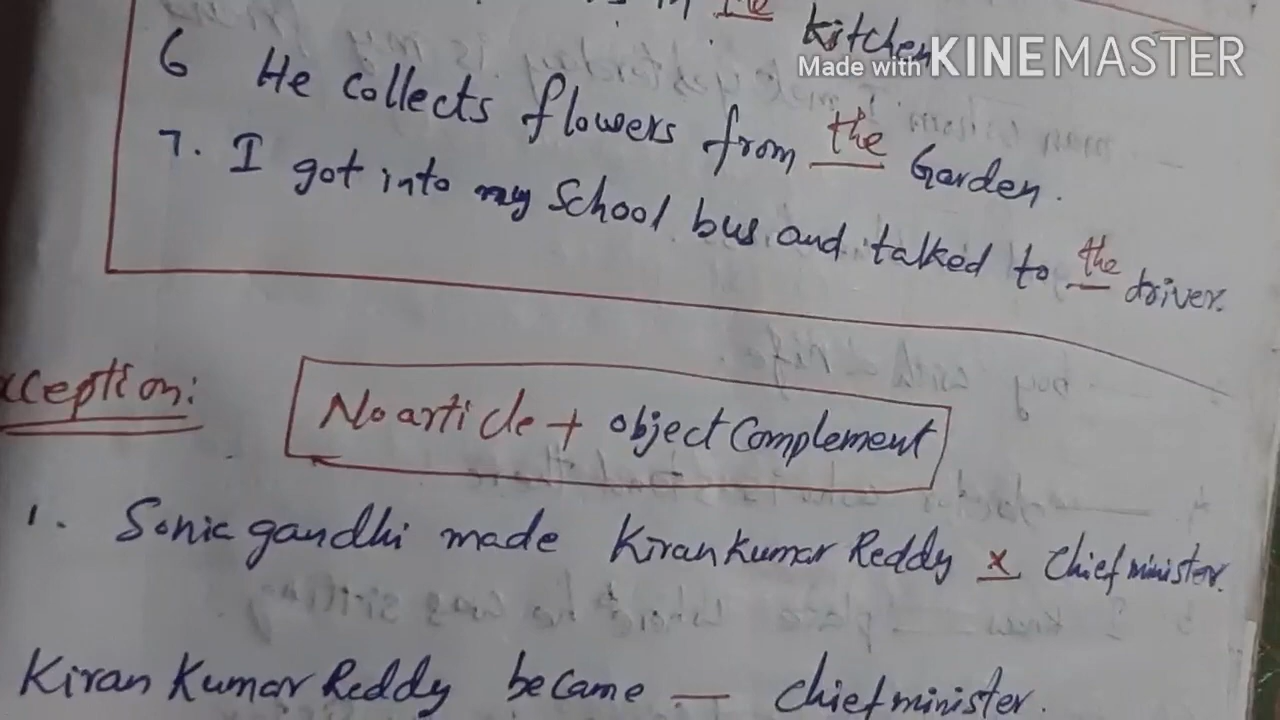 the kitchen
Made with KINEMASTER
6 He collects flowers from the Garden.
7. I got into my School bus and talked to the driver.
xception:
No article + object Complement
1. Sonia gandhi made Kiran Kumar Reddy x Chief minister.
Kiran Kumar Reddy became — Chief minister.